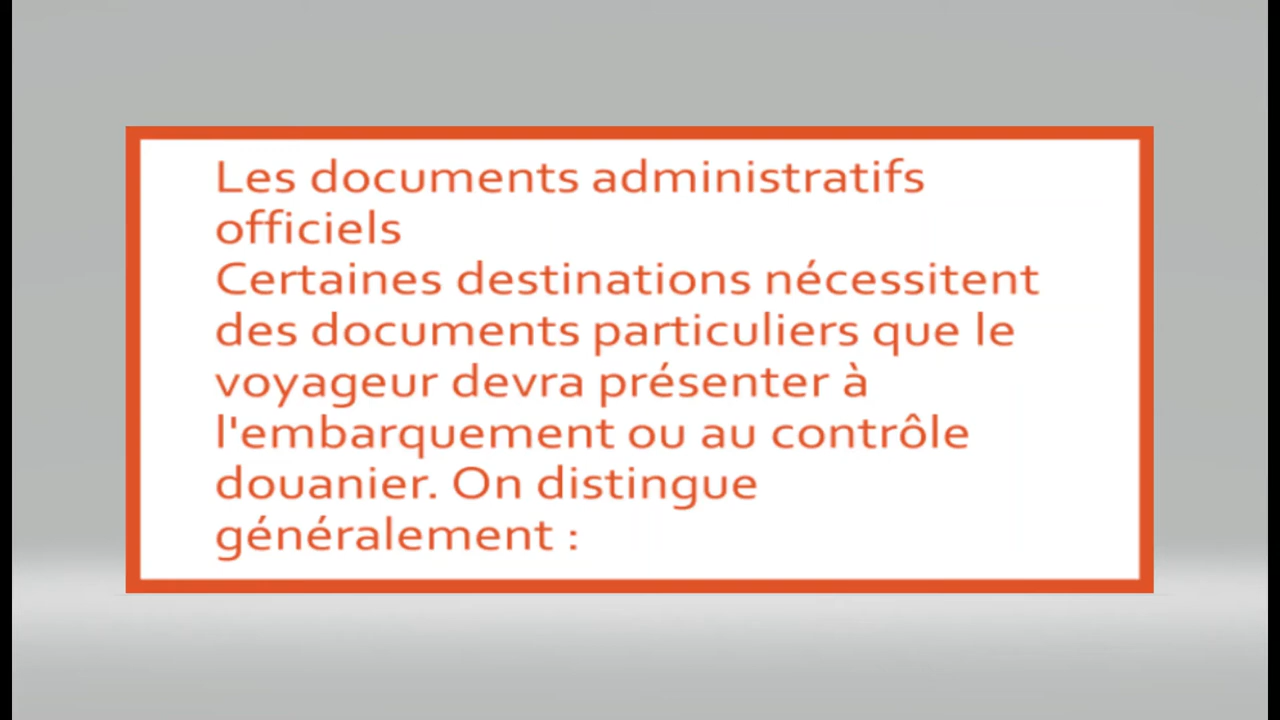 Les documents administratifs
officiels
Certaines destinations nécessitent
des documents particuliers que le
voyageur devra présenter à
l'embarquement ou au contrôle
douanier. On distingue
généralement :